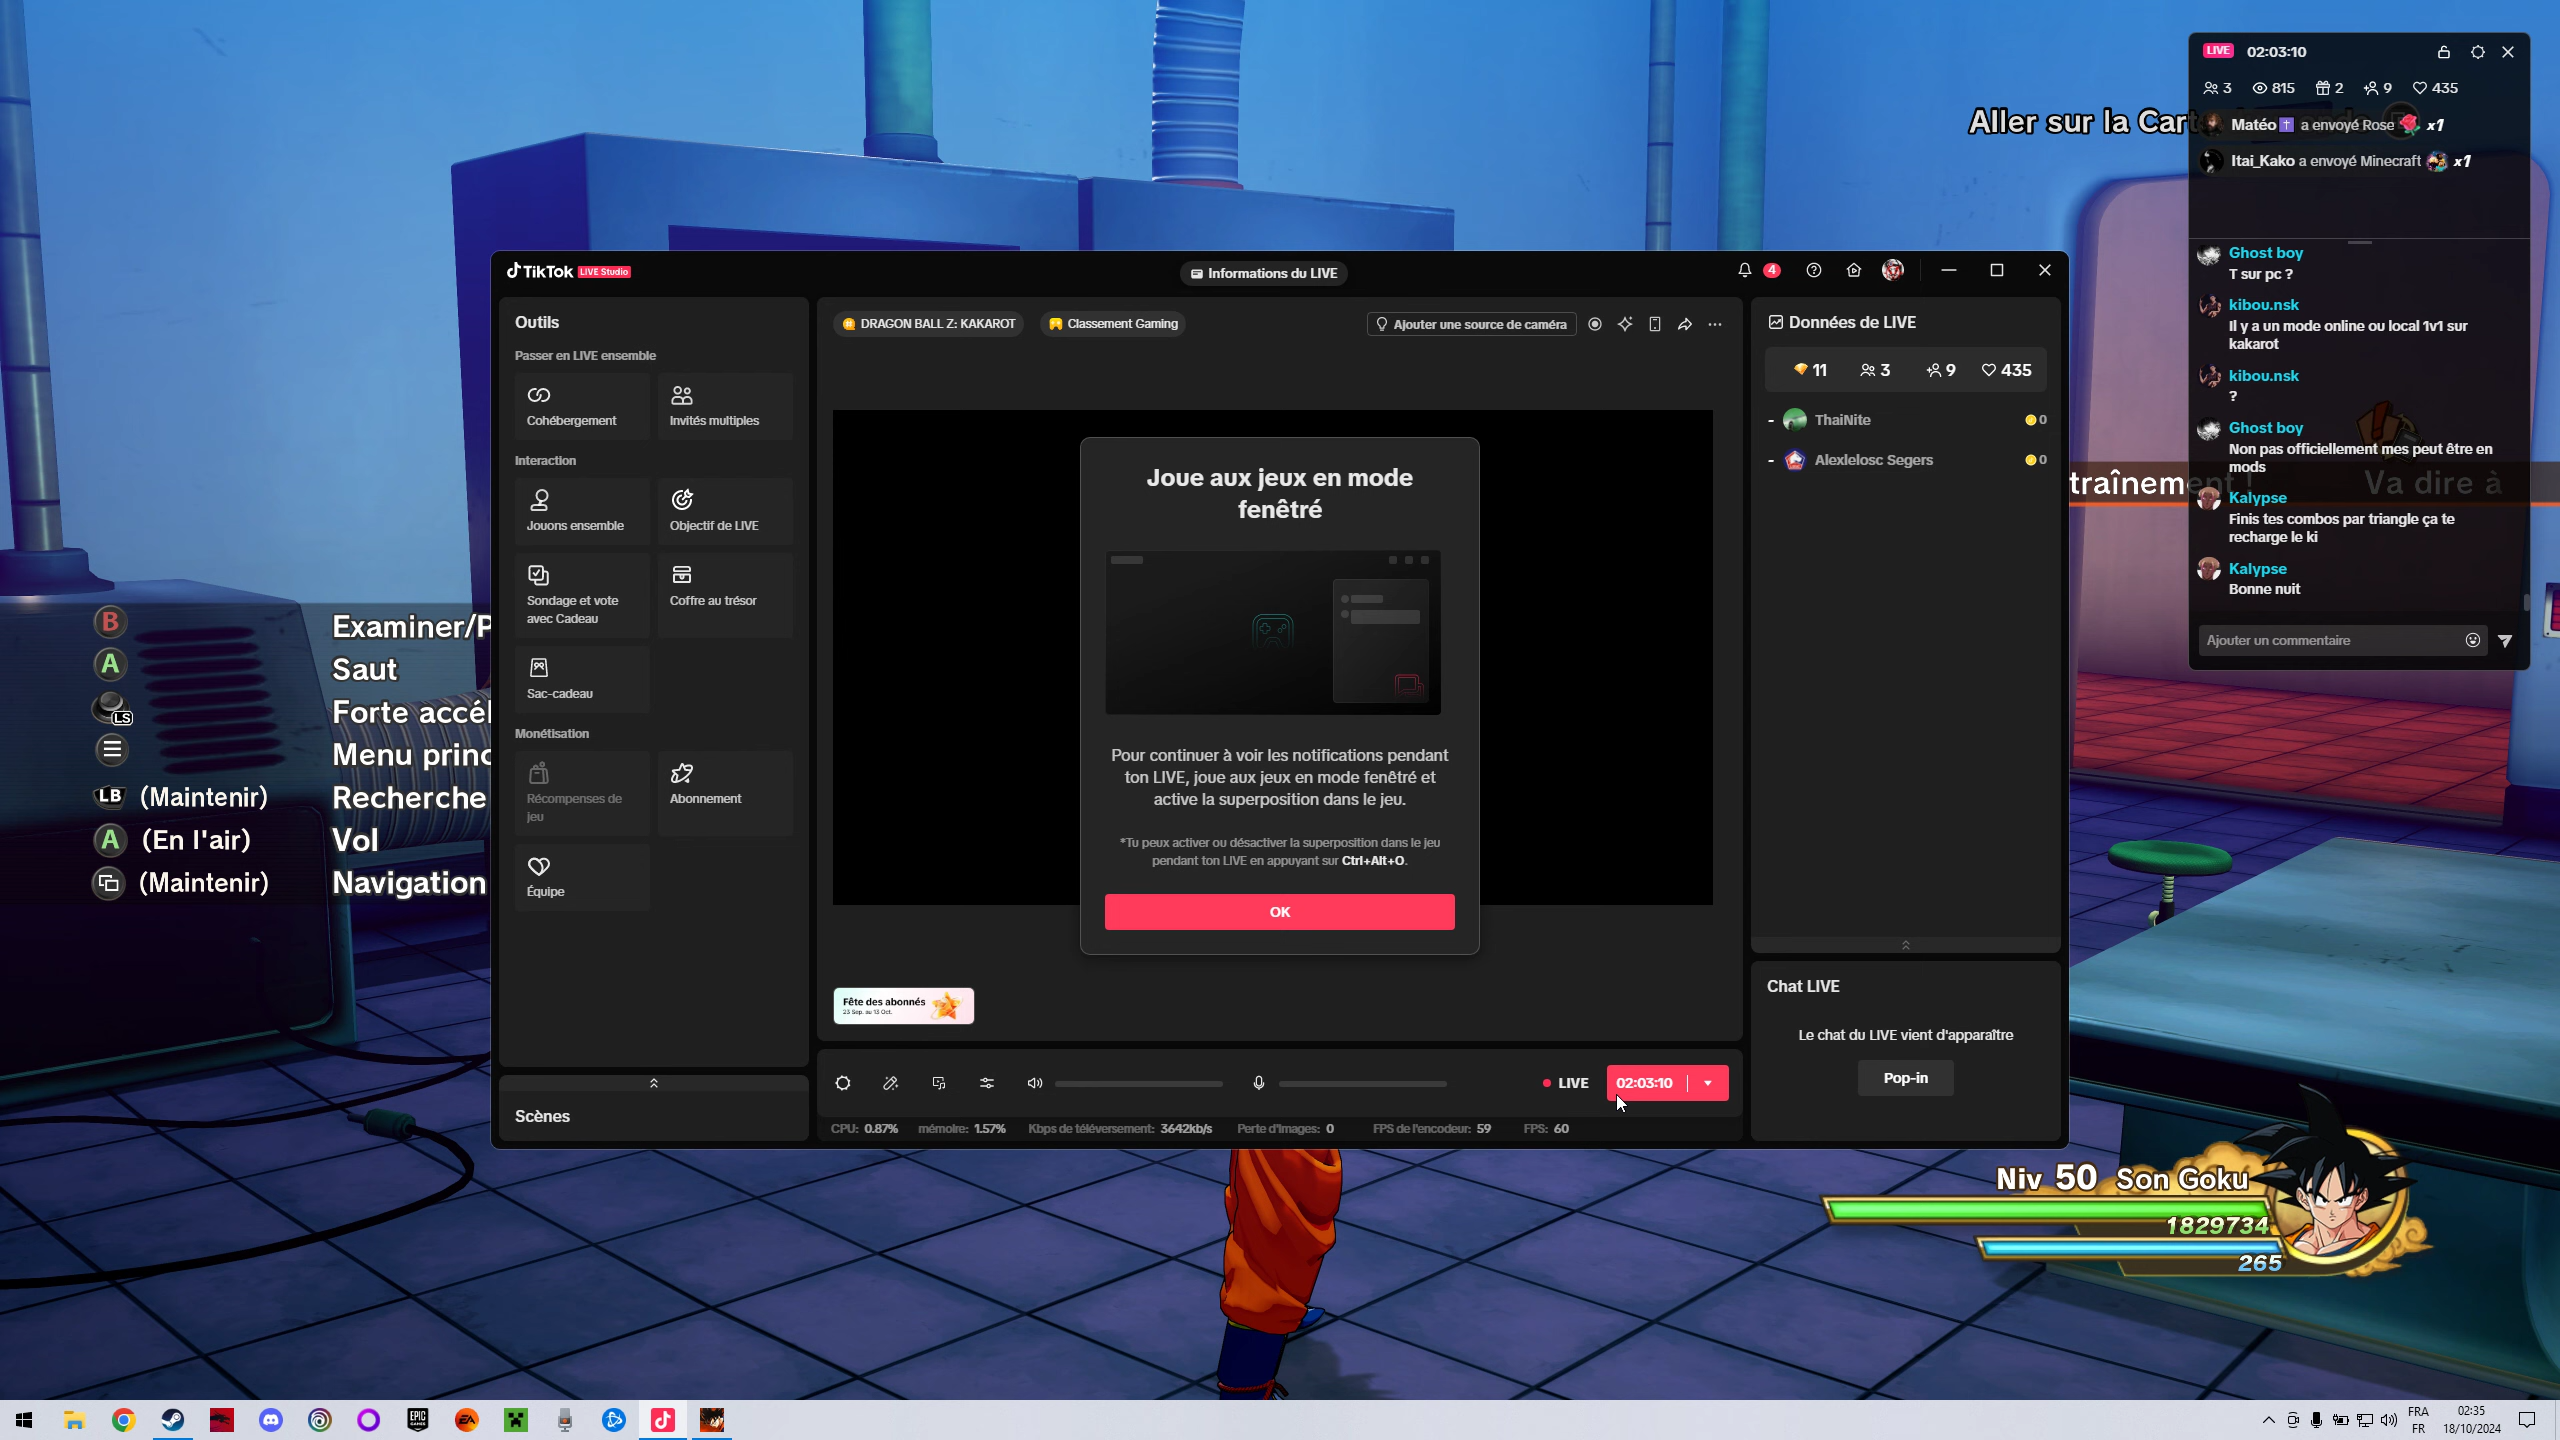 Aller sur la Cart
LIVE 02:03:10
3 815 2 9 435
Matéo a envoyé Rose x1
Itai_Kako a envoyé Minecraft x1
Ghost boy
T sur pc ?
kibou.nsk
Il y a un mode online ou local 1v1 sur
kakarot
kibou.nsk
?
Ghost boy
Non pas officiellement mes peut être en
mods
Kalypse
Finis tes combos par triangle ça te
recharge le ki
Kalypse
Bonne nuit
Ajouter un commentaire
traînem
Va dire à
TikTok LIVE Studio
Informations du LIVE
4
Outils
Passer en LIVE ensemble
Cohébergement
Invités multiples
Interaction
Jouons ensemble
Objectif de LIVE
Sondage et vote
avec Cadeau
Coffre au trésor
Sac-cadeau
Monétisation
Récompenses de
jeu
Abonnement
Équipe
Scènes
DRAGON BALL Z: KAKAROT
Classement Gaming
Ajouter une source de caméra
Joue aux jeux en mode
fenêtré
Pour continuer à voir les notifications pendant
ton LIVE, joue aux jeux en mode fenêtré et
active la superposition dans le jeu.
*Tu peux activer ou désactiver la superposition dans le jeu
pendant ton LIVE en appuyant sur Ctrl+Alt+O.
OK
Fête des abonnés
23 Sep. au 13 Oct.
LIVE 02:03:10
CPU: 0.87% mémoire: 1.57% Kbps de téléversement: 3642kb/s Perte d'images: 0 FPS de l'encodeur: 59 FPS: 60
Données de LIVE
11 3 9 435
- ThaiNite 0
- Alexlelosc Segers 0
Chat LIVE
Le chat du LIVE vient d'apparaître
Pop-in
B Examiner/P
A Saut
LS Forte accél
Menu princ
LB (Maintenir) Recherche
A (En l'air) Vol
(Maintenir) Navigation
Niv 50 Son Goku
1829734
265
EPIC
GAMES
EA
FRA
FR
02:35
18/10/2024